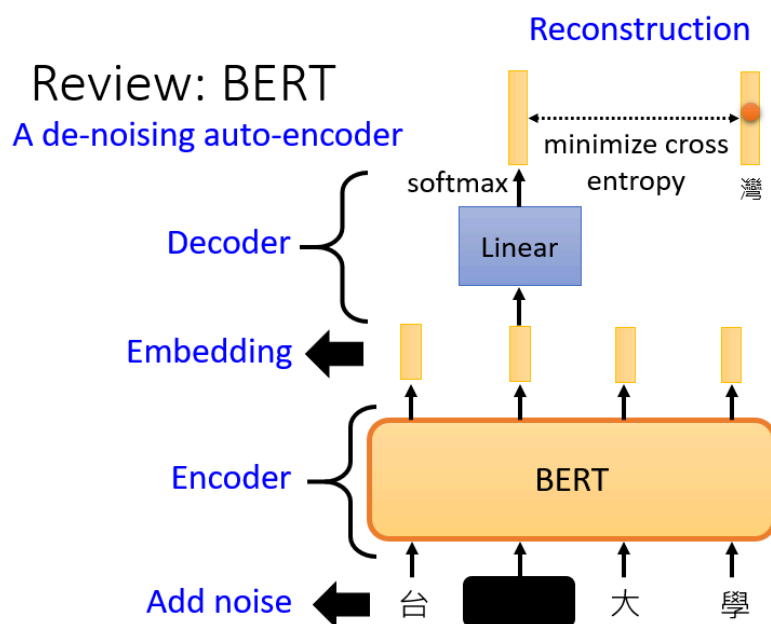 Reconstruction
Review: BERT
A de-noising auto-encoder
minimize cross
entropy
softmax
灣
Decoder
Linear
Embedding
Encoder
BERT
Add noise
台 大 學